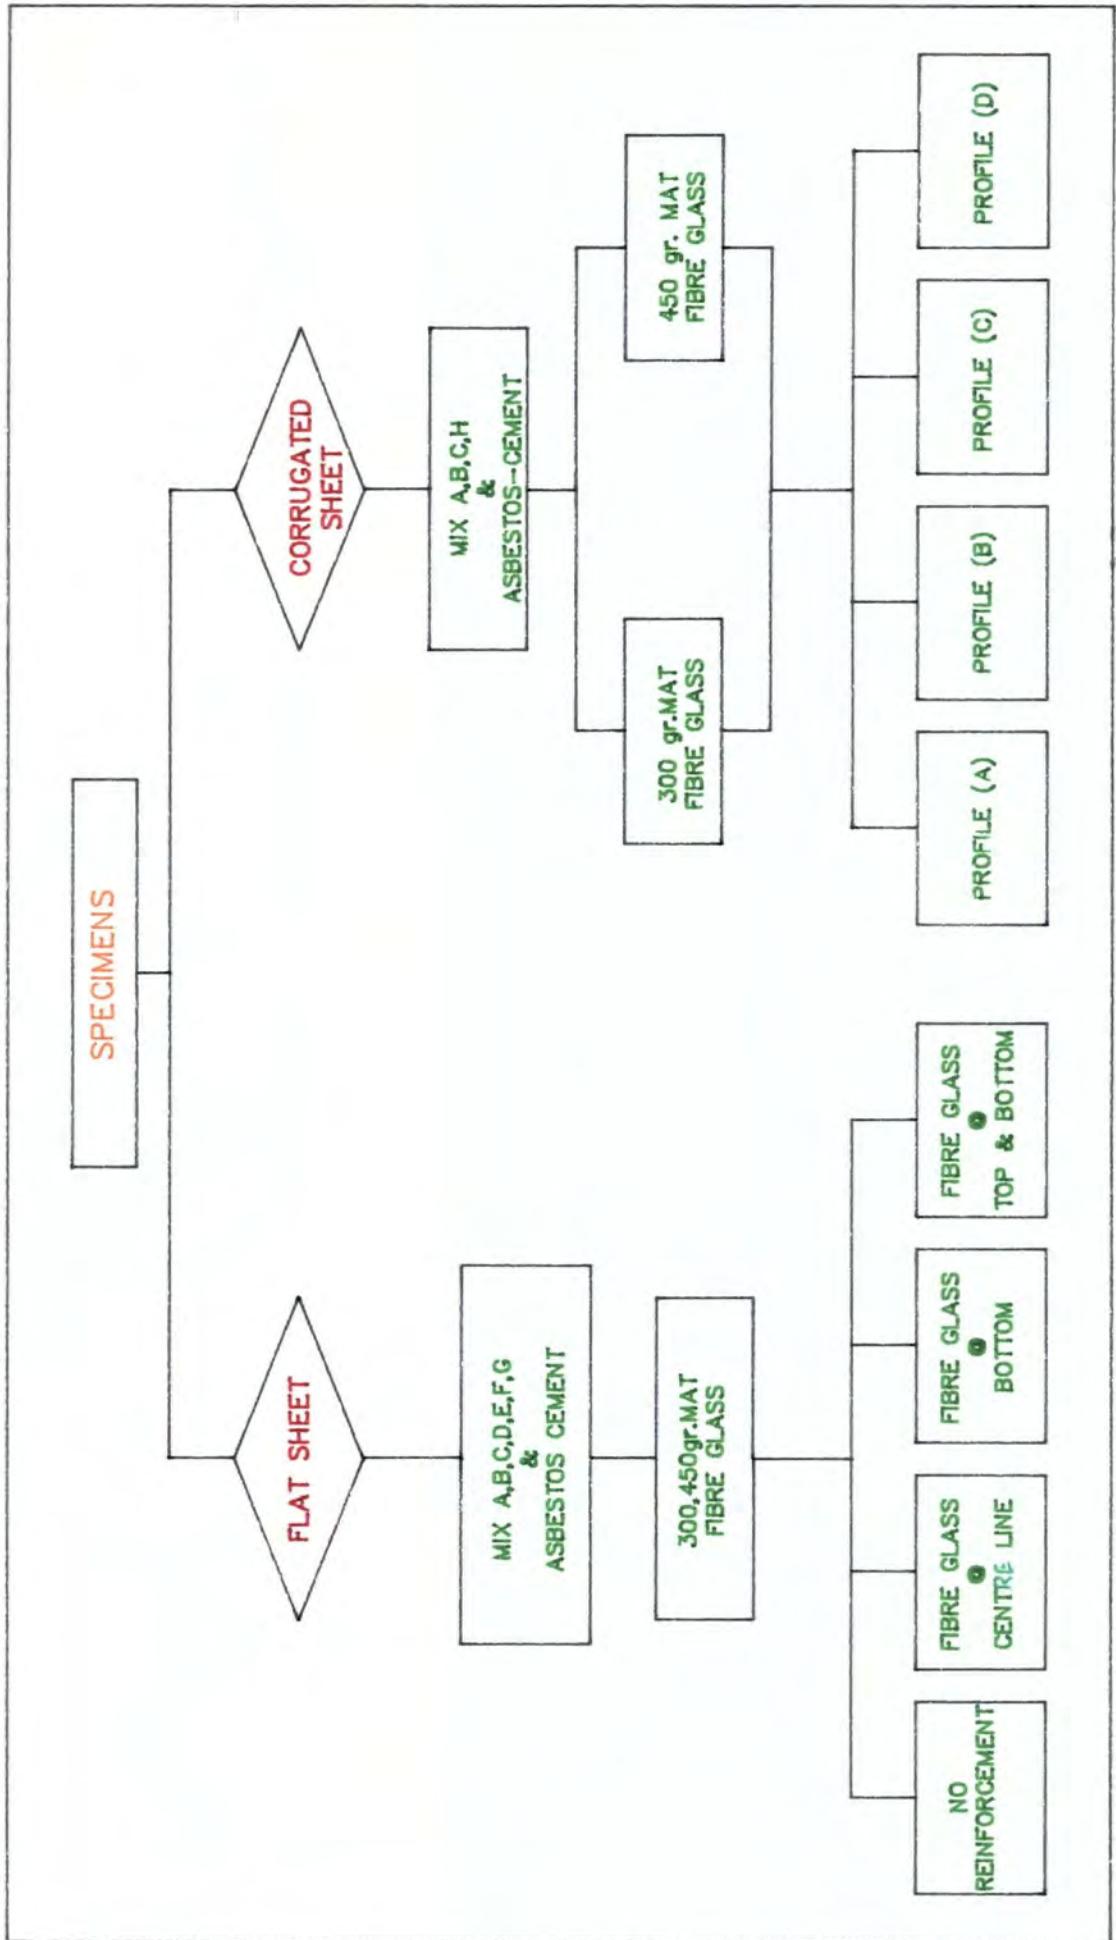 SPECIMENS
FLAT SHEET
MIX A,B,C,D,E,F,G
&
ASBESTOS CEMENT
300,450gr.MAT
FIBRE GLASS
NO
REINFORCEMENT
FIBRE GLASS
@
CENTRE LINE
FIBRE GLASS
@
BOTTOM
FIBRE GLASS
@
TOP & BOTTOM
CORRUGATED
SHEET
MIX A,B,C,H
&
ASBESTOS-CEMENT
300 gr.MAT
FIBRE GLASS
450 gr. MAT
FIBRE GLASS
PROFILE (A)
PROFILE (B)
PROFILE (C)
PROFILE (D)